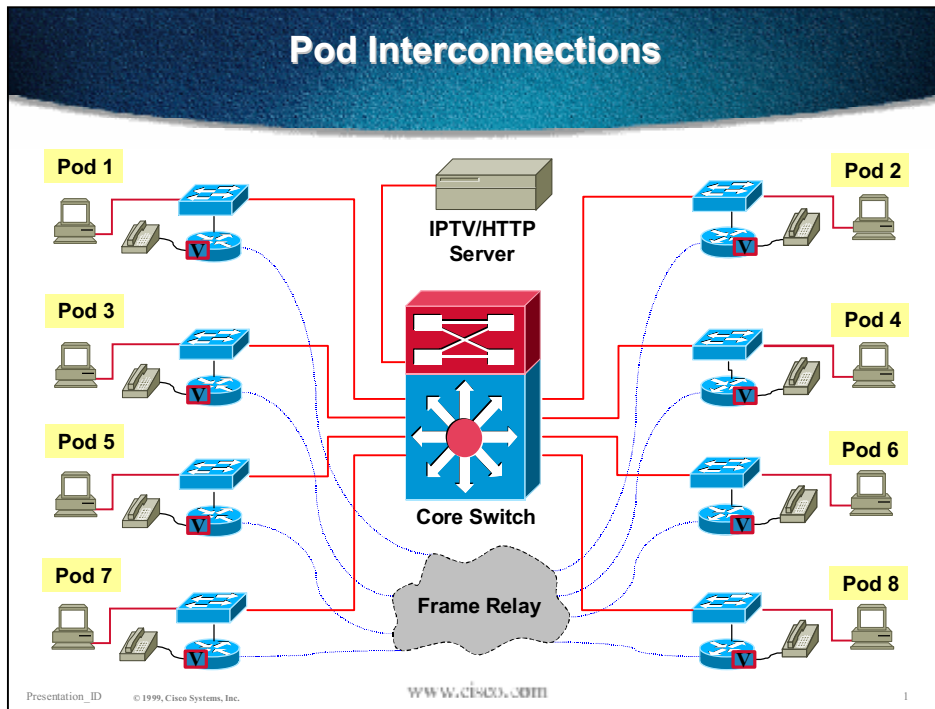 Pod Interconnections
Pod 1
Pod 2
IPTV/HTTP
Server
V
V
Pod 3
Pod 4
V
V
Pod 5
Pod 6
Core Switch
V
V
Pod 7
Pod 8
Frame Relay
V
V
Presentation_ID
© 1999, Cisco Systems, Inc.
www.cisco.com
1